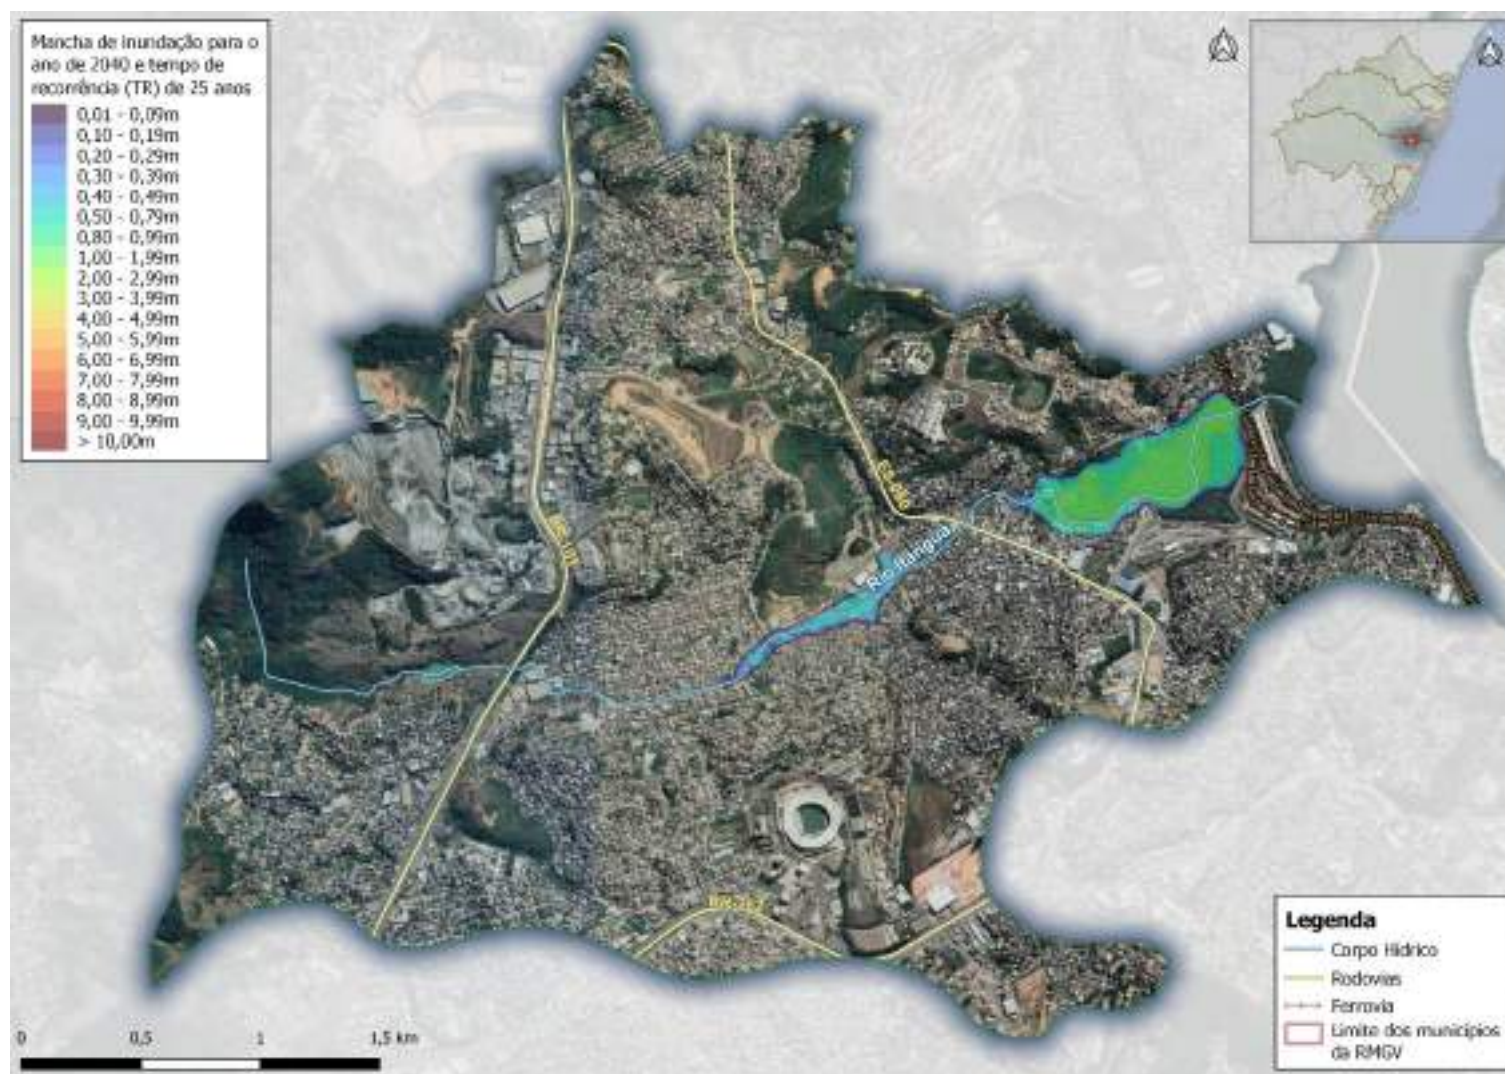 Mancha de inundação para o
ano de 2040 e tempo de
recorrência (TR) de 25 anos
0,01 - 0,09m
0,10 - 0,19m
0,20 - 0,29m
0,30 - 0,39m
0,40 - 0,49m
0,50 - 0,79m
0,80 - 0,99m
1,00 - 1,99m
2,00 - 2,99m
3,00 - 3,99m
4,00 - 4,99m
5,00 - 5,99m
6,00 - 6,99m
7,00 - 7,99m
8,00 - 8,99m
9,00 - 9,99m
> 10,00m
Rio Itanguá
BR-262
Legenda
Corpo Hídrico
Rodovias
Ferrovia
Limite dos municípios
da RMGV
0 0,5 1 1,5 km